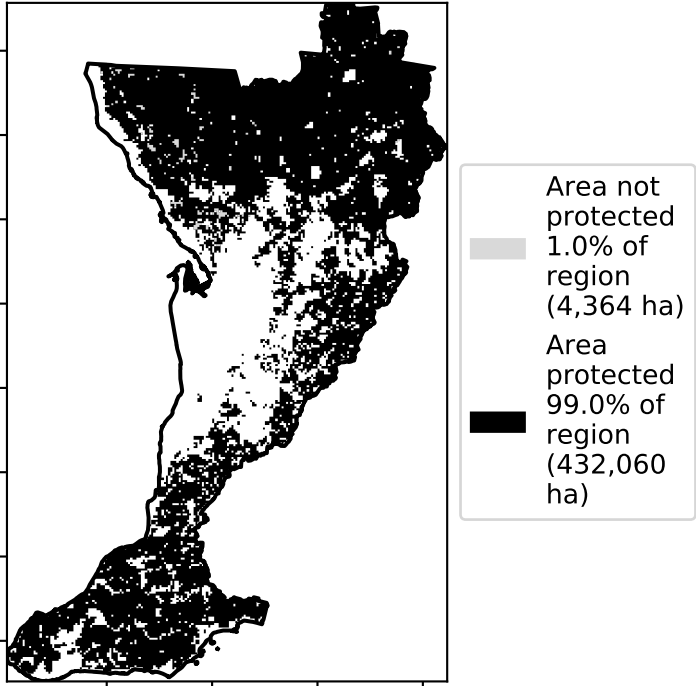 Area not
protected
1.0% of
region
(4,364 ha)
Area
protected
99.0% of
region
(432,060
ha)